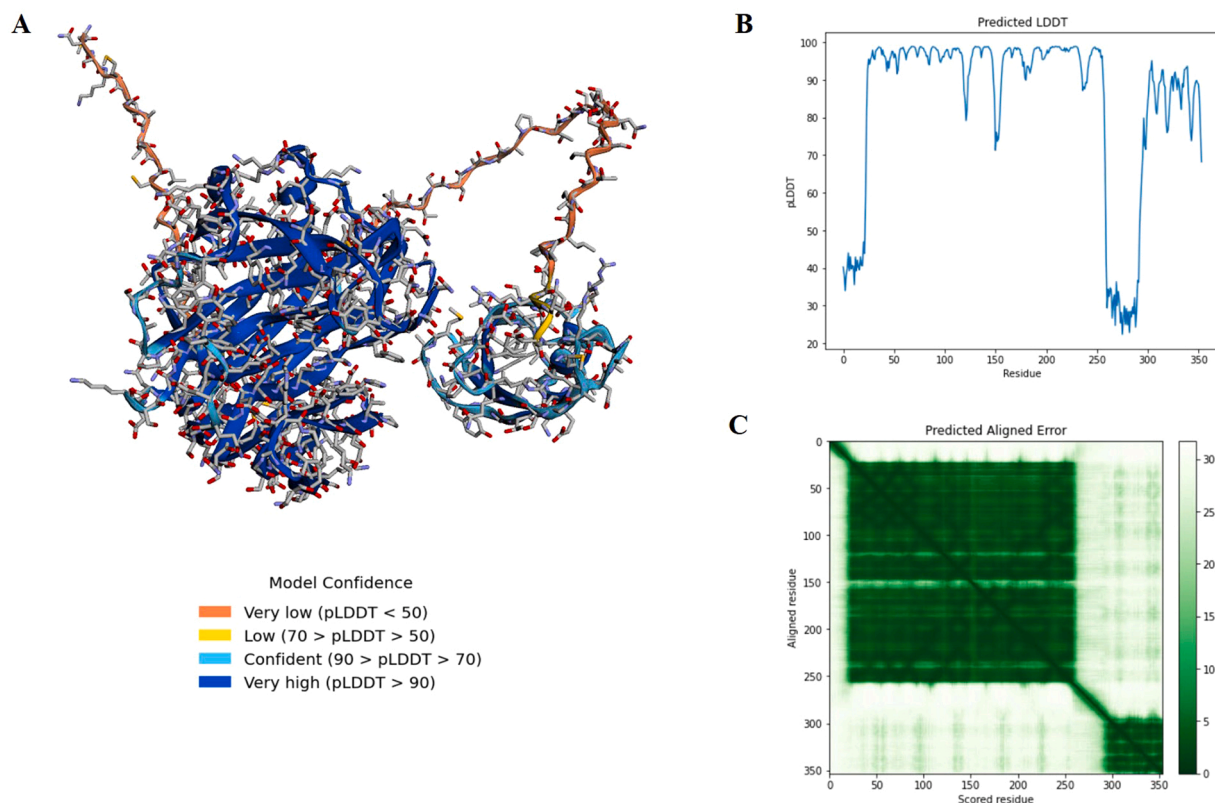 A
Model Confidence
Very low (pLDDT < 50)
Low (70 > pLDDT > 50)
Confident (90 > pLDDT > 70)
Very high (pLDDT > 90)
B
Predicted LDDT
100
90
80
70
60
50
40
30
20
pLDDT
0 50 100 150 200 250 300 350
Residue
C
Predicted Aligned Error
0
50
100
150
200
250
300
350
Aligned residue
0 50 100 150 200 250 300 350
Scored residue
30
25
20
15
10
5
0